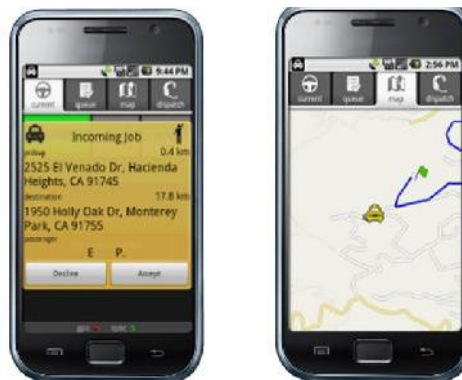 9:44 PM
current queue map dispatch
Incoming Job
pickup 0.4 km
2525 El Venado Dr, Hacienda
Heights, CA 91745
destination 17.8 km
1950 Holly Oak Dr, Monterey
Park, CA 91755
passenger
E P.
Decline Accept
2:56 PM
current queue map dispatch